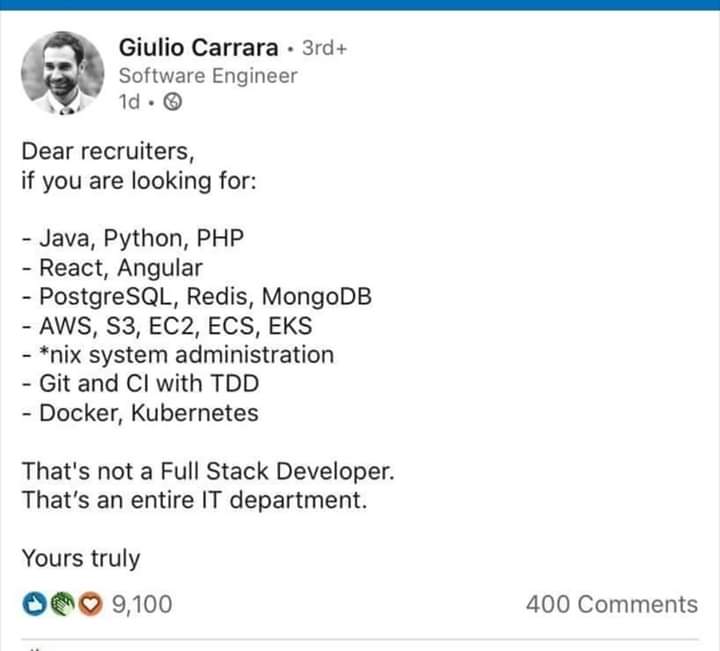 Giulio Carrara • 3rd+
Software Engineer
1d •
Dear recruiters,
if you are looking for:
- Java, Python, PHP
- React, Angular
- PostgreSQL, Redis, MongoDB
- AWS, S3, EC2, ECS, EKS
- *nix system administration
- Git and CI with TDD
- Docker, Kubernetes
That's not a Full Stack Developer.
That's an entire IT department.
Yours truly
9,100 400 Comments